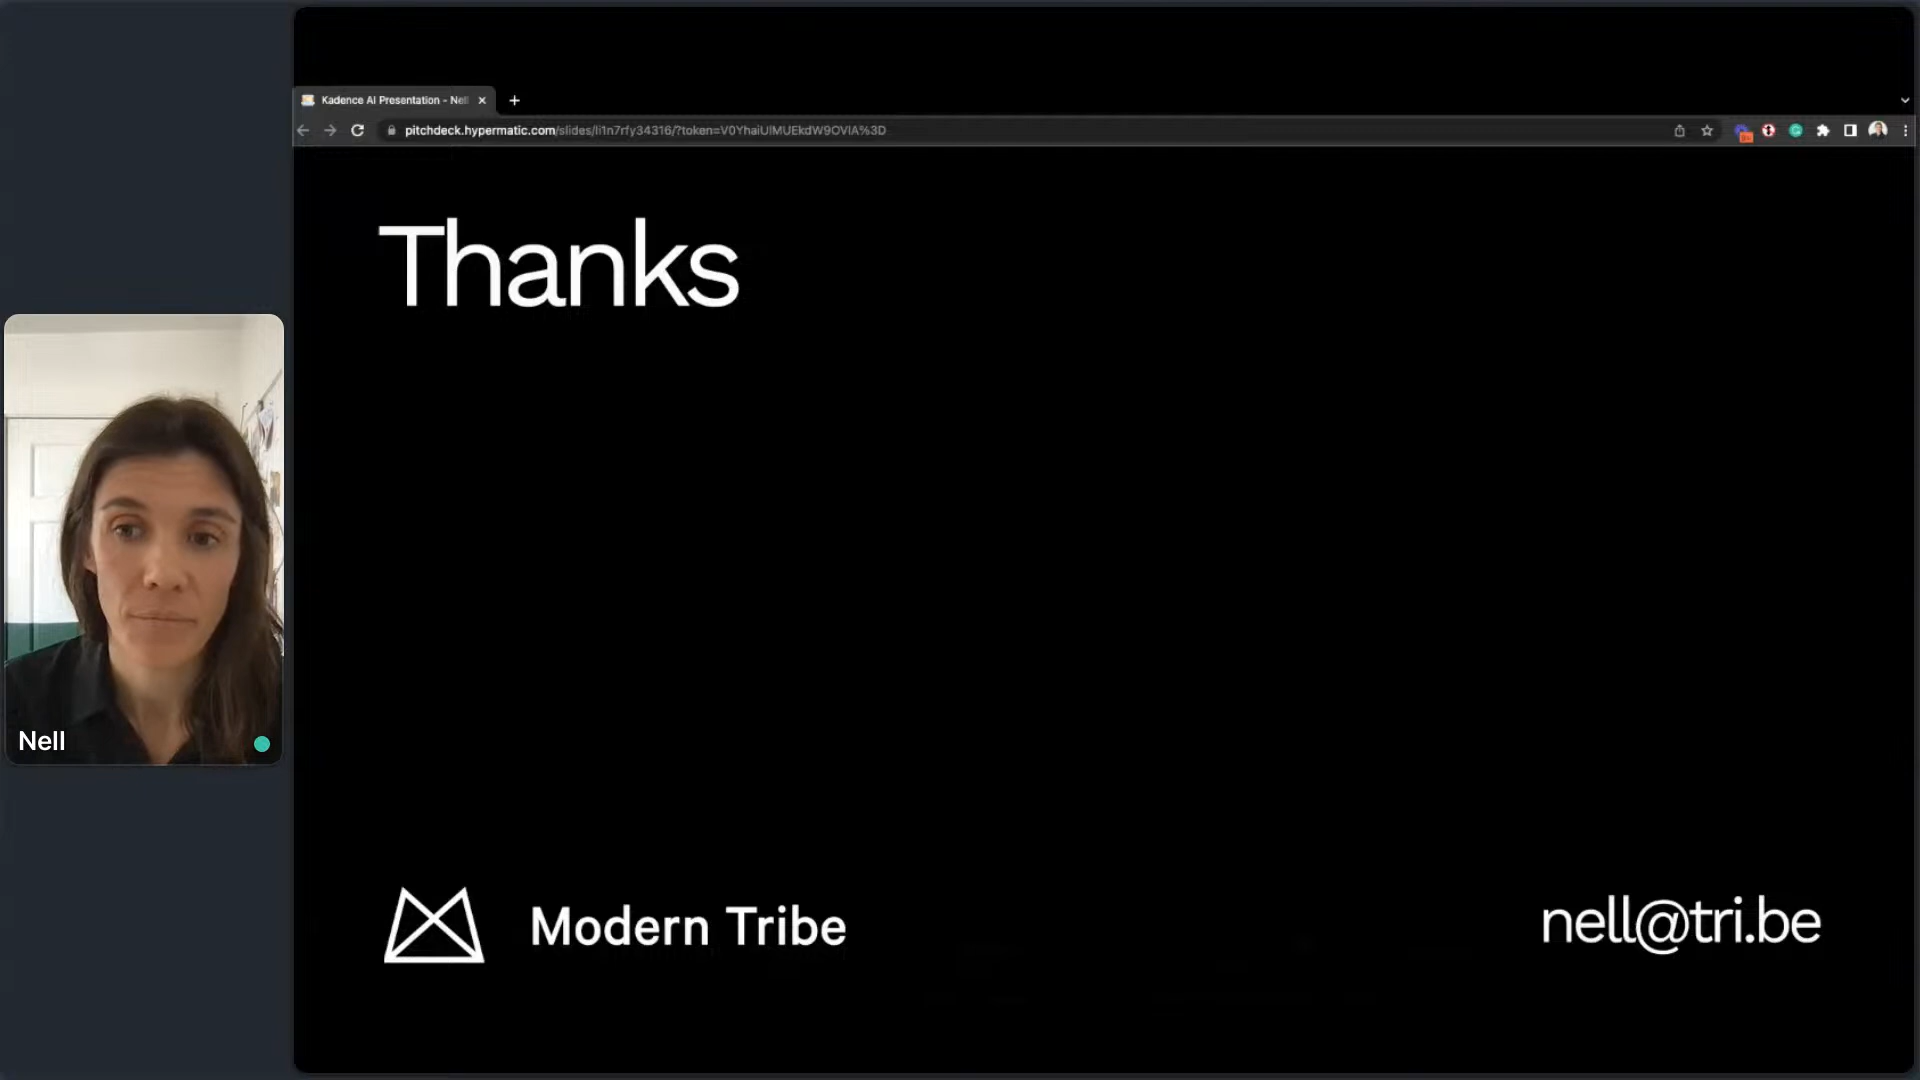 Kadence AI Presentation - Nell
pitchdeck.hypermatic.com/slides/li1n7rfy34316/?token=V0YhaiUlMUEkdW9OVlA%3D
Thanks
Nell
Modern Tribe
nell@tri.be